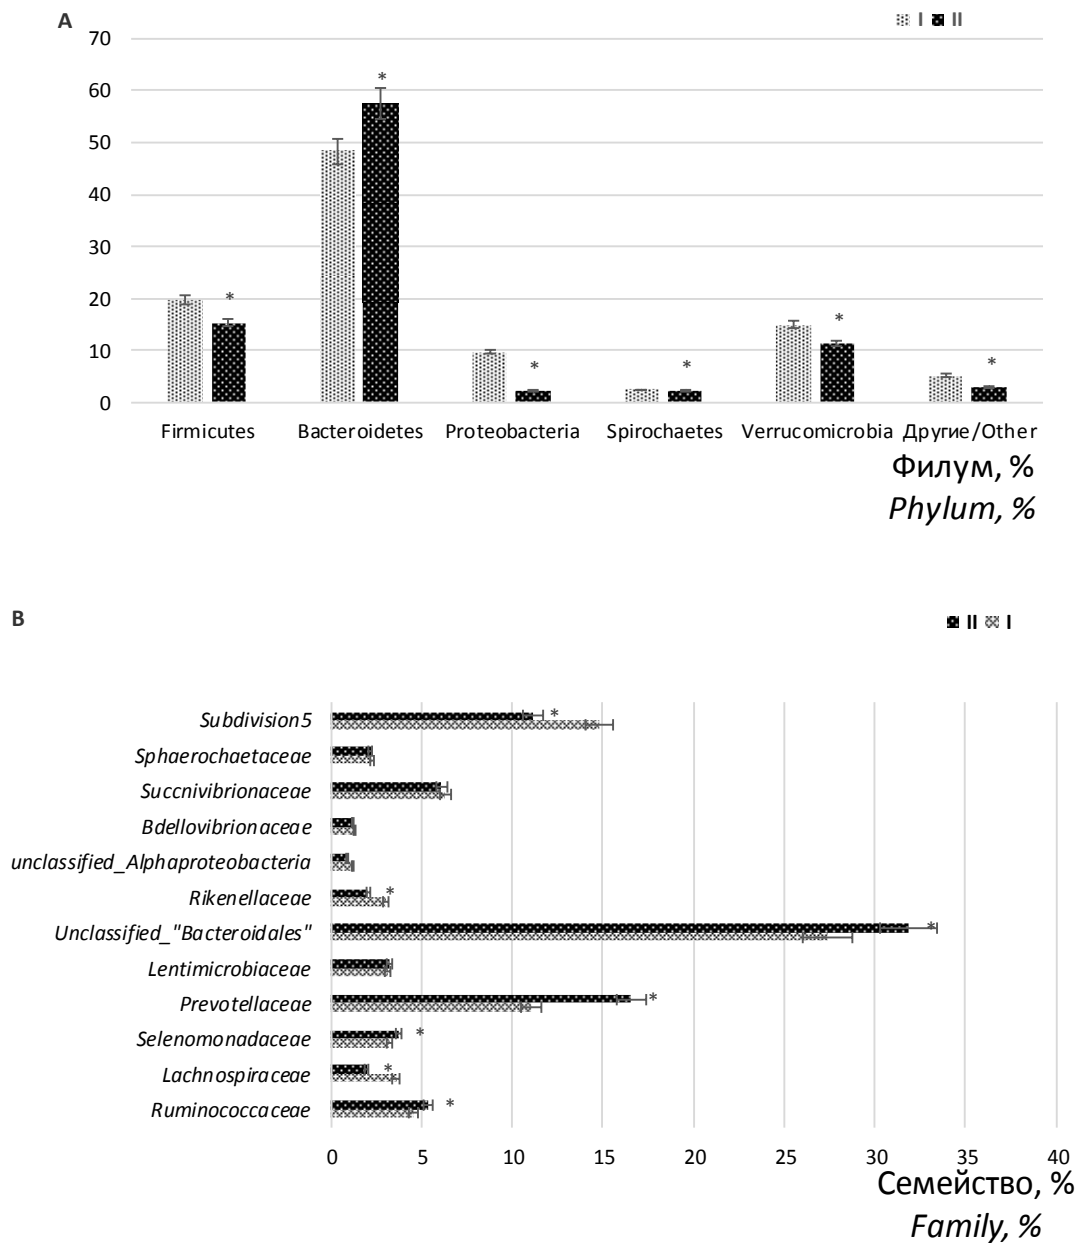 A
I II
70
60
50
40
30
20
10
0
*
*
*
*
*
*
Firmicutes Bacteroidetes Proteobacteria Spirochaetes Verrucomicrobia Другие/Other
Филум, %
Phylum, %
B
II I
Subdivision5 *
Sphaerochaetaceae
Succnivibrionaceae
Bdellovibrionaceae
unclassified_Alphaproteobacteria
Rikenellaceae *
Unclassified_"Bacteroidales" *
Lentimicrobiaceae
Prevotellaceae *
Selenomonadaceae *
Lachnospiraceae *
Ruminococcaceae *
0 5 10 15 20 25 30 35 40
Семейство, %
Family, %